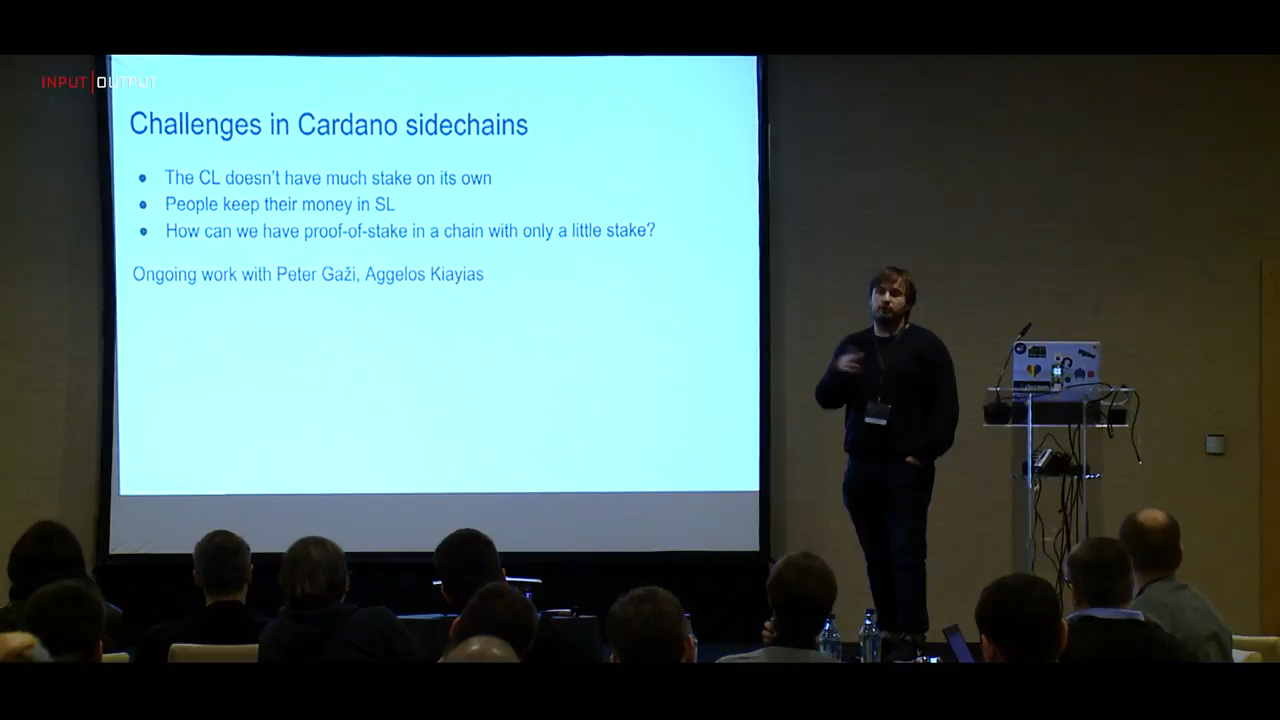 INPUT|OUTPUT
Challenges in Cardano sidechains
● The CL doesn't have much stake on its own
● People keep their money in SL
● How can we have proof-of-stake in a chain with only a little stake?
Ongoing work with Peter Gaži, Aggelos Kiayias